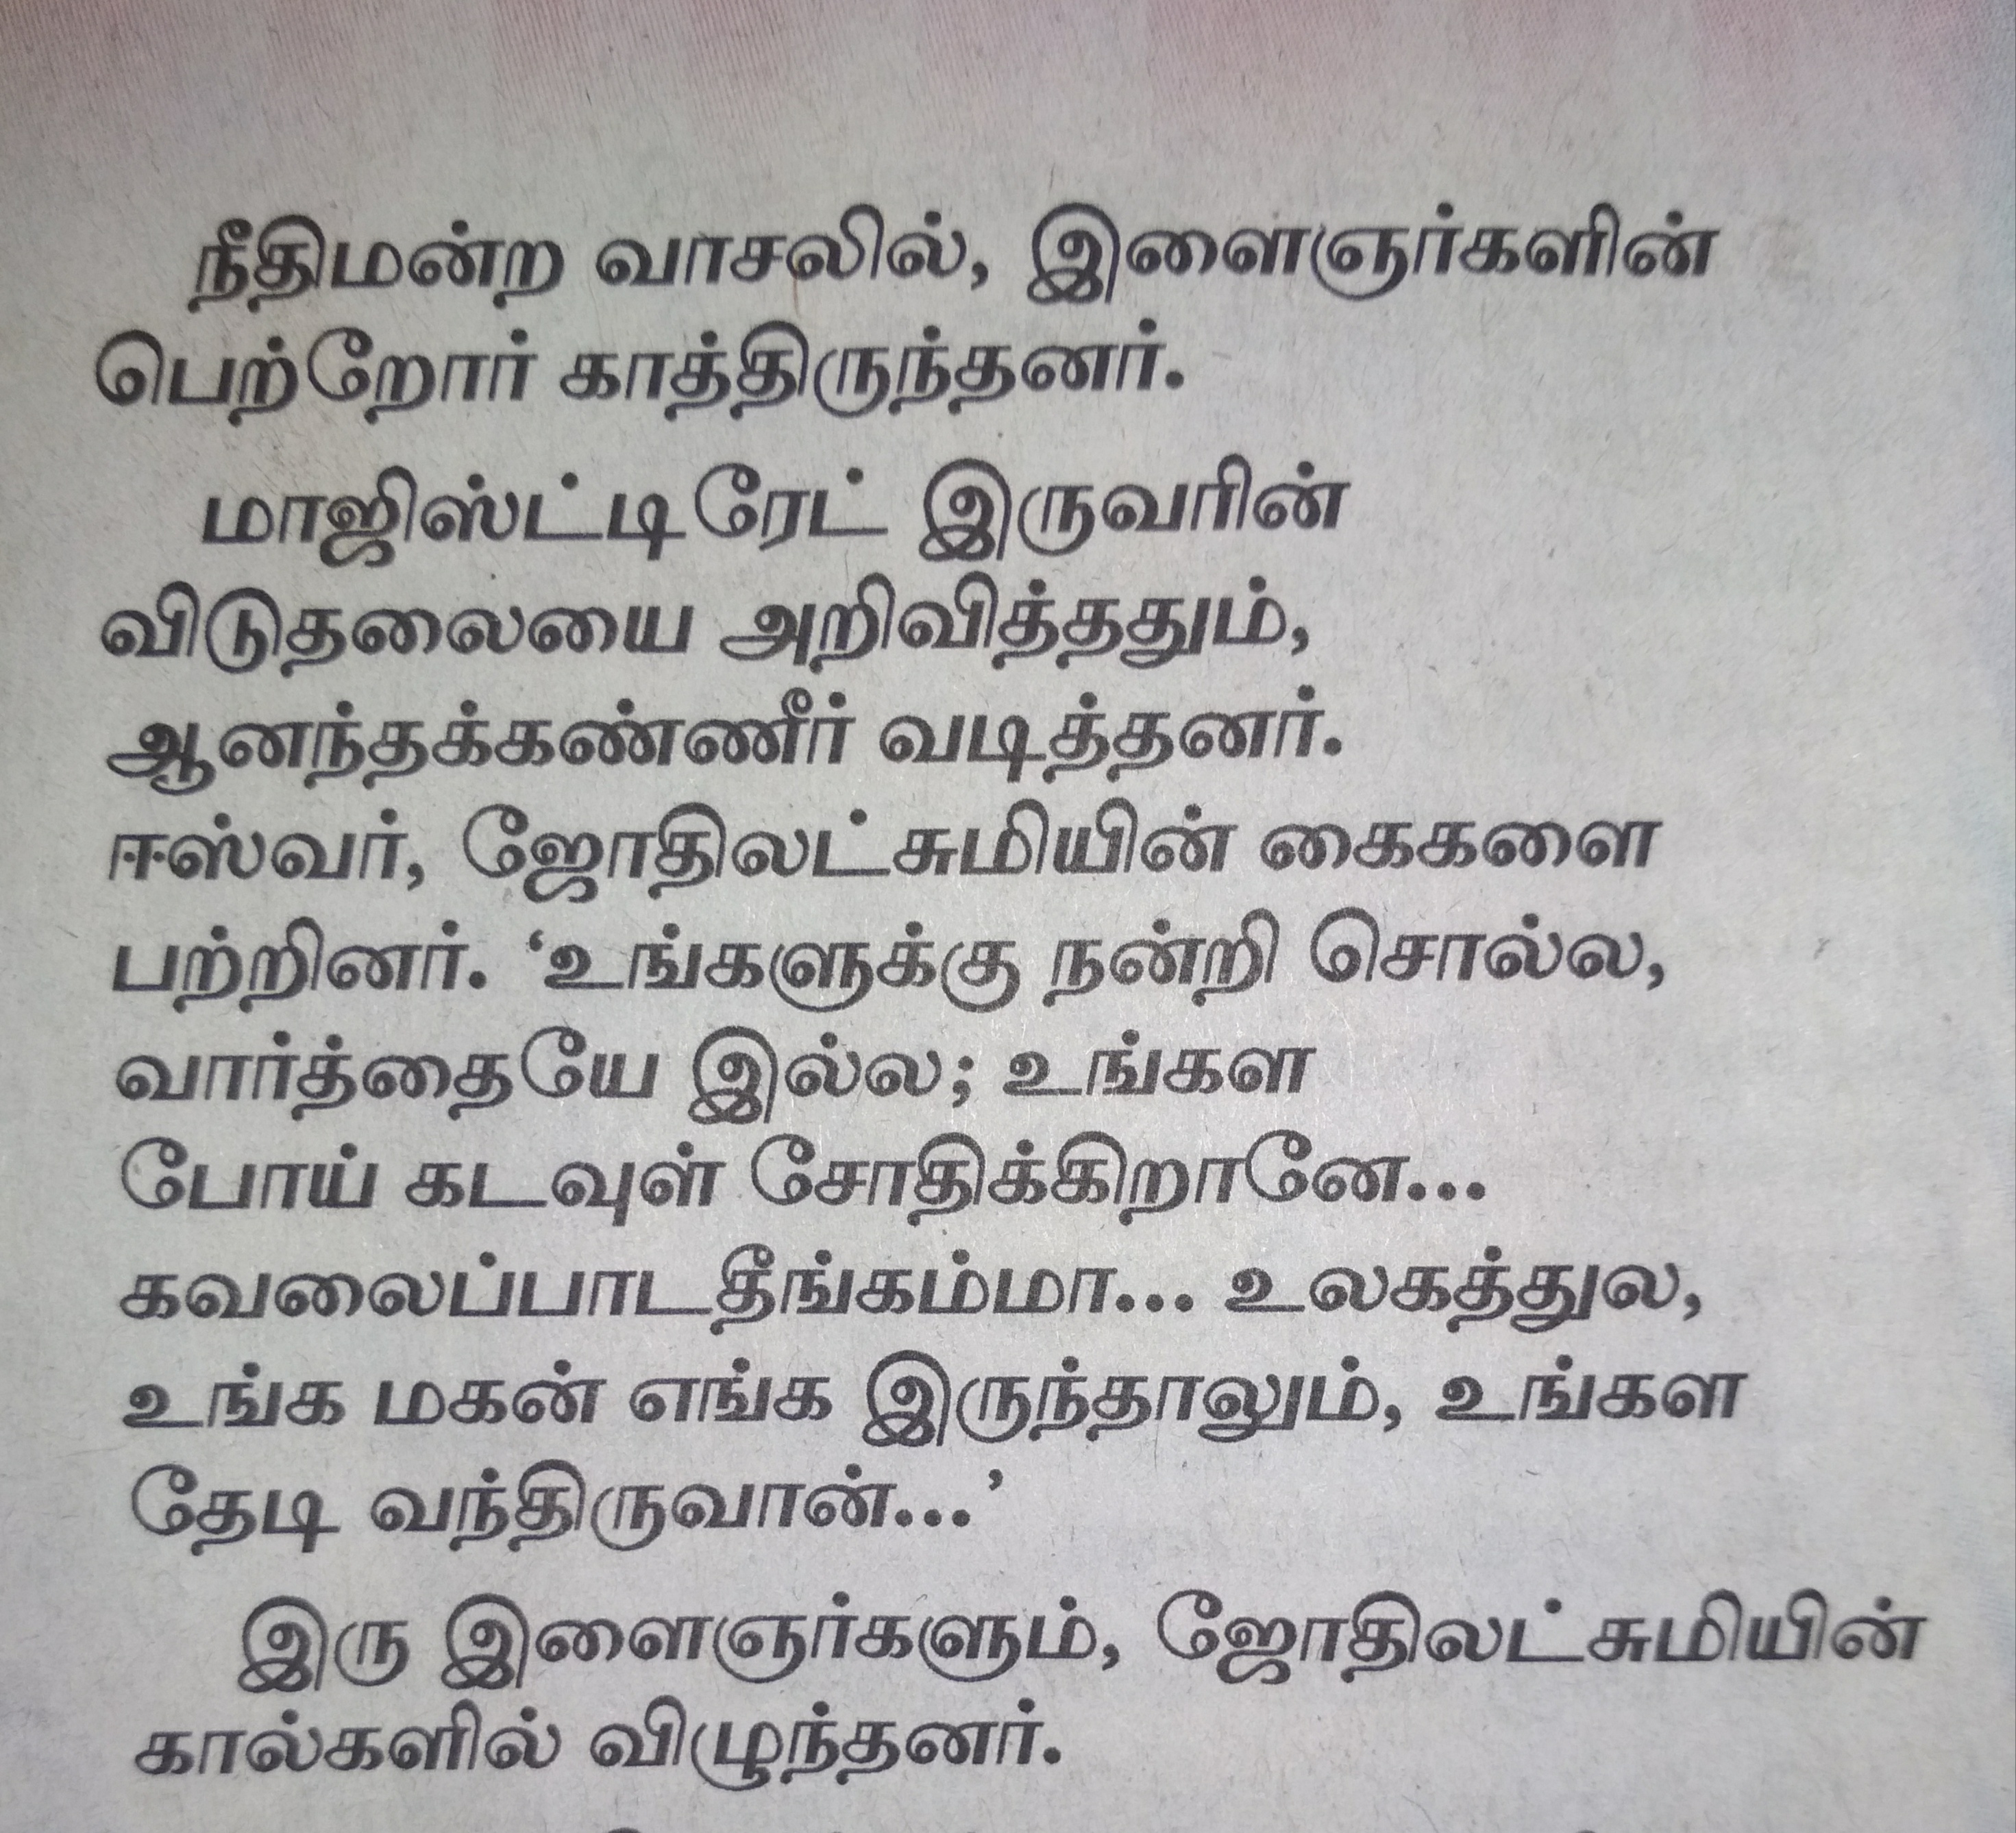 நீதிமன்ற வாசலில், இளைஞர்களின்
பெற்றோர் காத்திருந்தனர்.
மாஜிஸ்ட்டிரேட் இருவரின்
விடுதலையை அறிவித்ததும்,
ஆனந்தக்கண்ணீர் வடித்தனர்.
ஈஸ்வர், ஜோதிலட்சுமியின் கைகளை
பற்றினர். ‘உங்களுக்கு நன்றி சொல்ல,
வார்த்தையே இல்ல; உங்கள
போய் கடவுள் சோதிக்கிறானே...
கவலைப்பாடதீங்கம்மா... உலகத்துல,
உங்க மகன் எங்க இருந்தாலும், உங்கள
தேடி வந்திருவான்...’
இரு இளைஞர்களும், ஜோதிலட்சுமியின்
கால்களில் விழுந்தனர்.